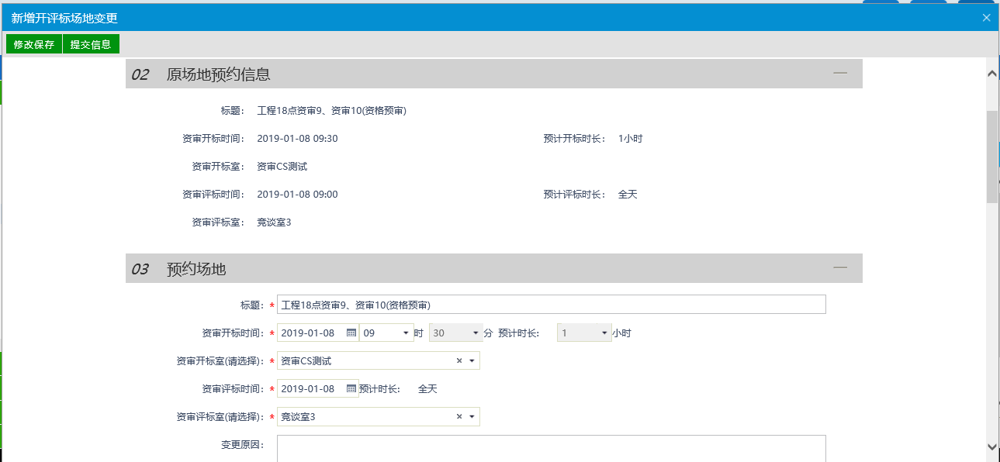 新增开评标场地变更
修改保存 提交信息
02 原场地预约信息
标题： 工程18点资审9、资审10(资格预审)
资审开标时间： 2019-01-08 09:30 预计开标时长： 1小时
资审开标室： 资审CS测试
资审评标时间： 2019-01-08 09:00 预计评标时长： 全天
资审评标室： 竞谈室3
03 预约场地
标题：* 工程18点资审9、资审10(资格预审)
资审开标时间：* 2019-01-08 09 时 30 分 预计时长: 1 小时
资审开标室(请选择)：* 资审CS测试
资审评标时间：* 2019-01-08 预计时长: 全天
资审评标室(请选择)：* 竞谈室3
变更原因：